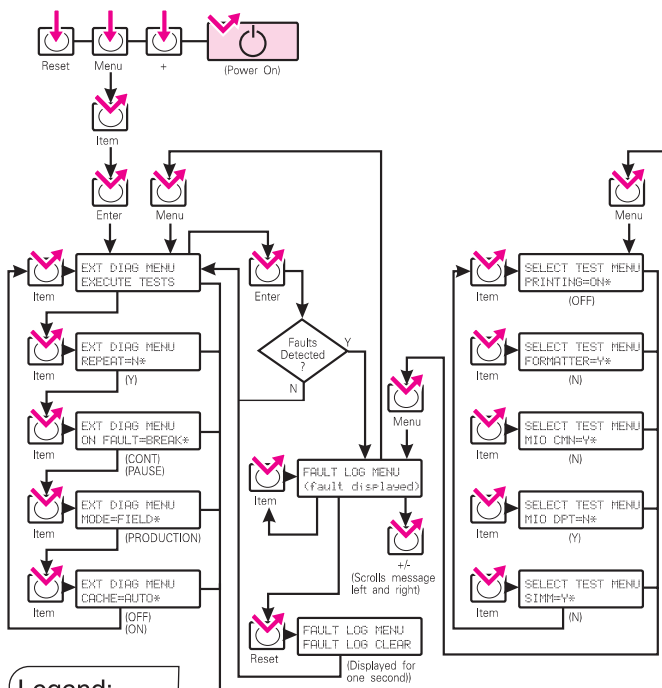 Reset
Menu
+
(Power On)
Item
Enter
Menu
Menu
Item
EXT DIAG MENU
EXECUTE TESTS
Enter
Item
SELECT TEST MENU
PRINTING=ON*
(OFF)
Item
EXT DIAG MENU
REPEAT=N*
(Y)
Faults
Detected
?
Y
N
Item
SELECT TEST MENU
FORMATTER=Y*
(N)
Item
EXT DIAG MENU
ON FAULT=BREAK*
(CONT)
(PAUSE)
Menu
Item
SELECT TEST MENU
MIO CMN=Y*
(N)
Item
EXT DIAG MENU
MODE=FIELD*
(PRODUCTION)
Item
FAULT LOG MENU
(fault displayed)
+/-
(Scrolls message
left and right)
Item
SELECT TEST MENU
MIO DPT=N*
(Y)
Item
EXT DIAG MENU
CACHE=AUTO*
(OFF)
(ON)
Item
SELECT TEST MENU
SIMM=Y*
(N)
Reset
FAULT LOG MENU
FAULT LOG CLEAR
(Displayed for
one second))
Legend: